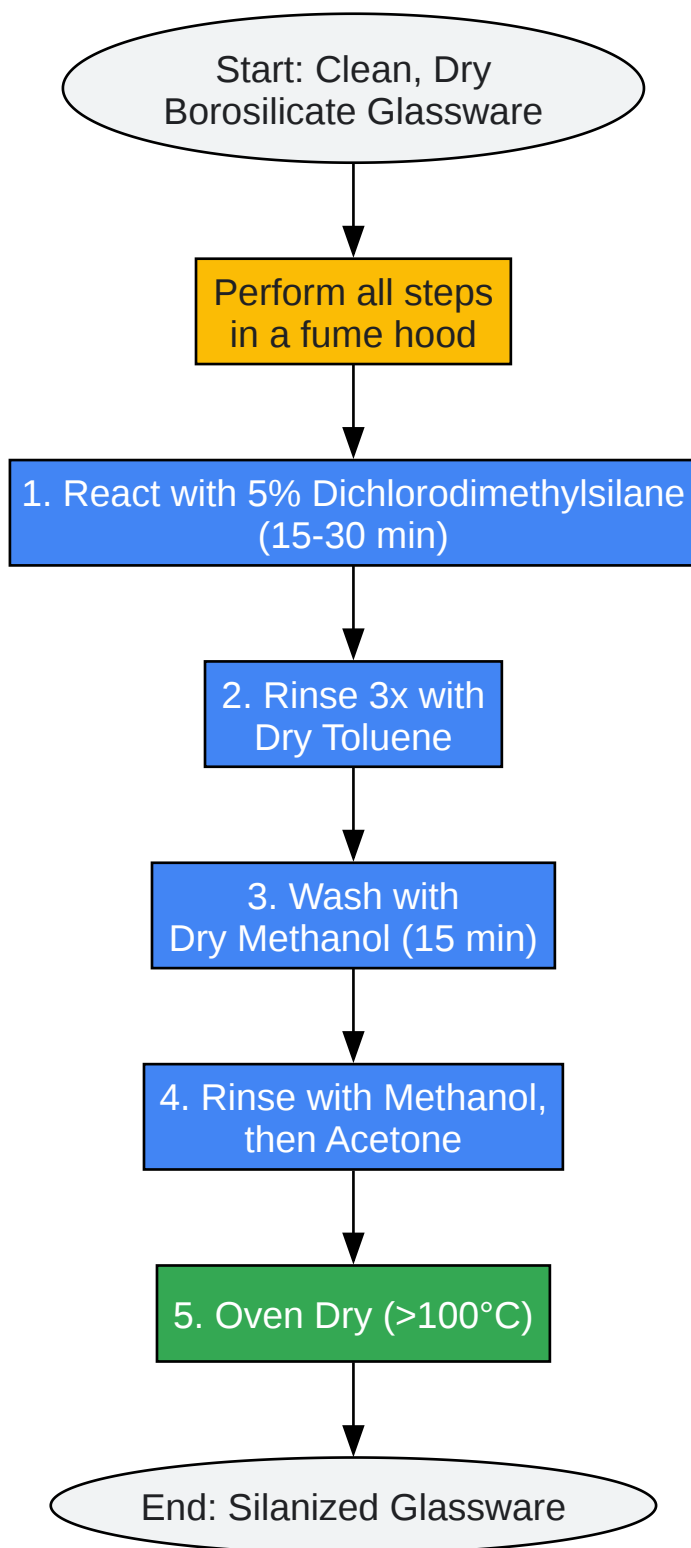 Start: Clean, Dry
Borosilicate Glassware
Perform all steps
in a fume hood
1. React with 5% Dichlorodimethylsilane
(15-30 min)
2. Rinse 3x with
Dry Toluene
3. Wash with
Dry Methanol (15 min)
4. Rinse with Methanol,
then Acetone
5. Oven Dry (>100°C)
End: Silanized Glassware